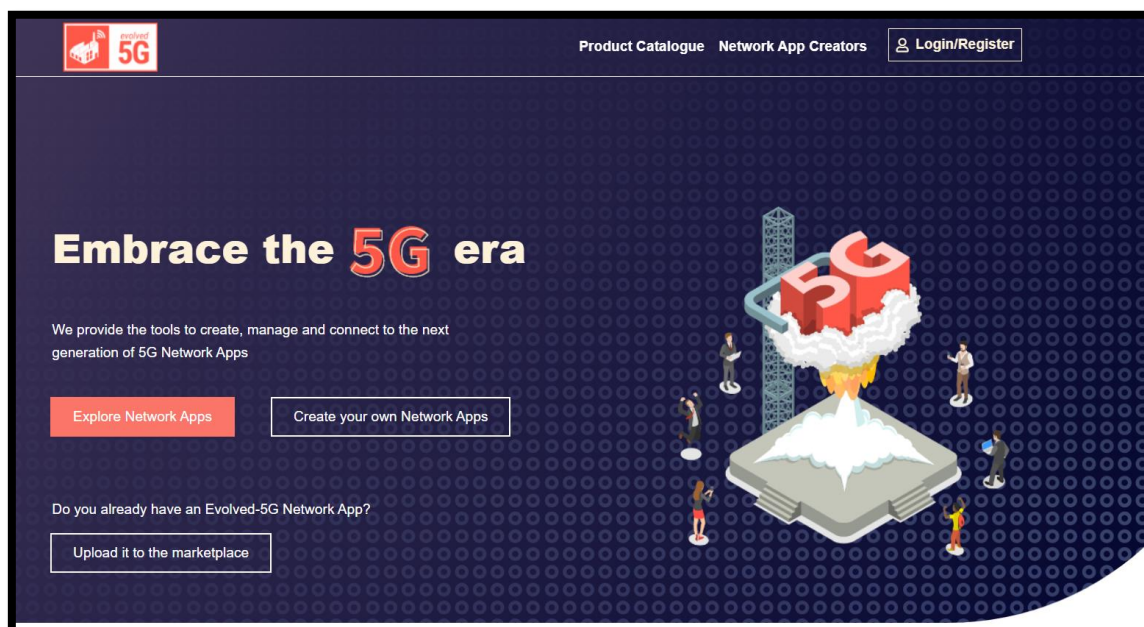 evolved
5G
Product Catalogue Network App Creators Login/Register
Embrace the 5G era
5G
We provide the tools to create, manage and connect to the next
generation of 5G Network Apps
Explore Network Apps Create your own Network Apps
Do you already have an Evolved-5G Network App?
Upload it to the marketplace